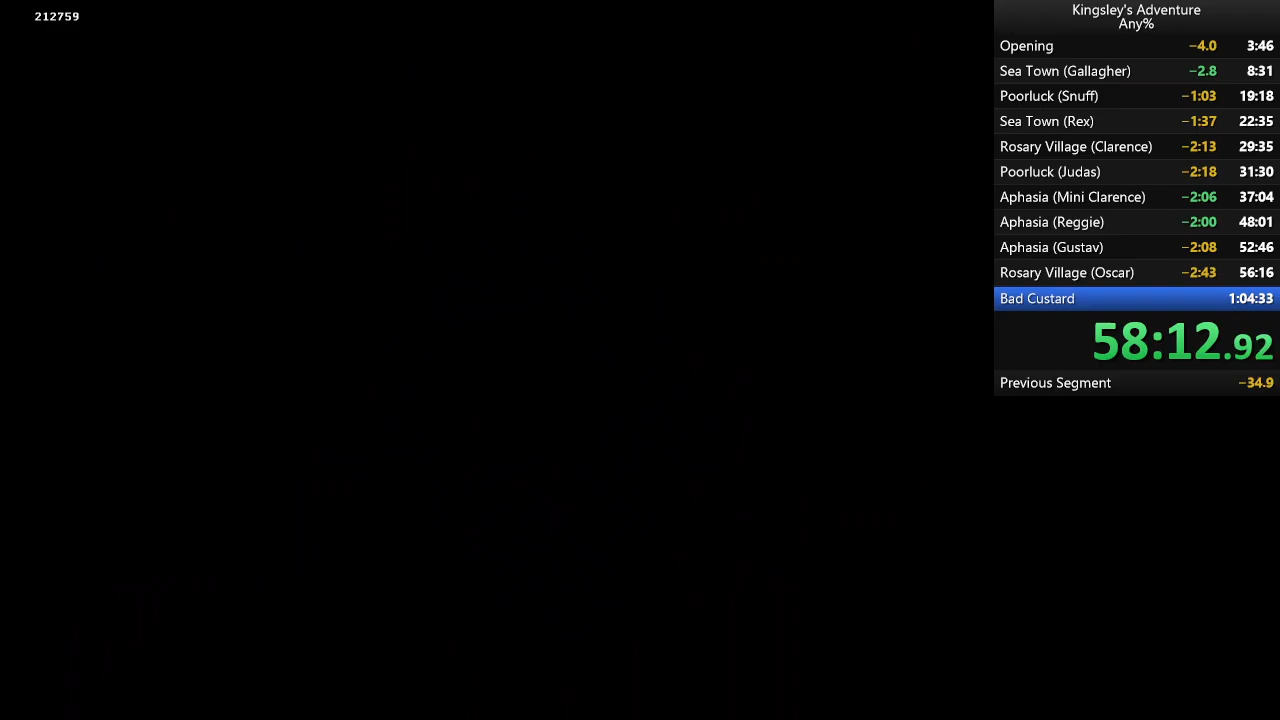 212759
Kingsley's Adventure
Any%
Opening −4.0 3:46
Sea Town (Gallagher) −2.8 8:31
Poorluck (Snuff) −1:03 19:18
Sea Town (Rex) −1:37 22:35
Rosary Village (Clarence) −2:13 29:35
Poorluck (Judas) −2:18 31:30
Aphasia (Mini Clarence) −2:06 37:04
Aphasia (Reggie) −2:00 48:01
Aphasia (Gustav) −2:08 52:46
Rosary Village (Oscar) −2:43 56:16
Bad Custard 1:04:33
58:12.92
Previous Segment −34.9